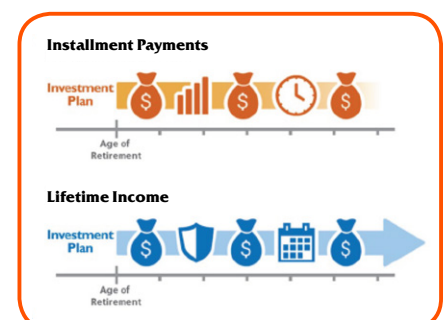 Installment Payments
Investment
Plan
$ $ $
Age of
Retirement
Lifetime Income
Investment
Plan
$ $ $
Age of
Retirement